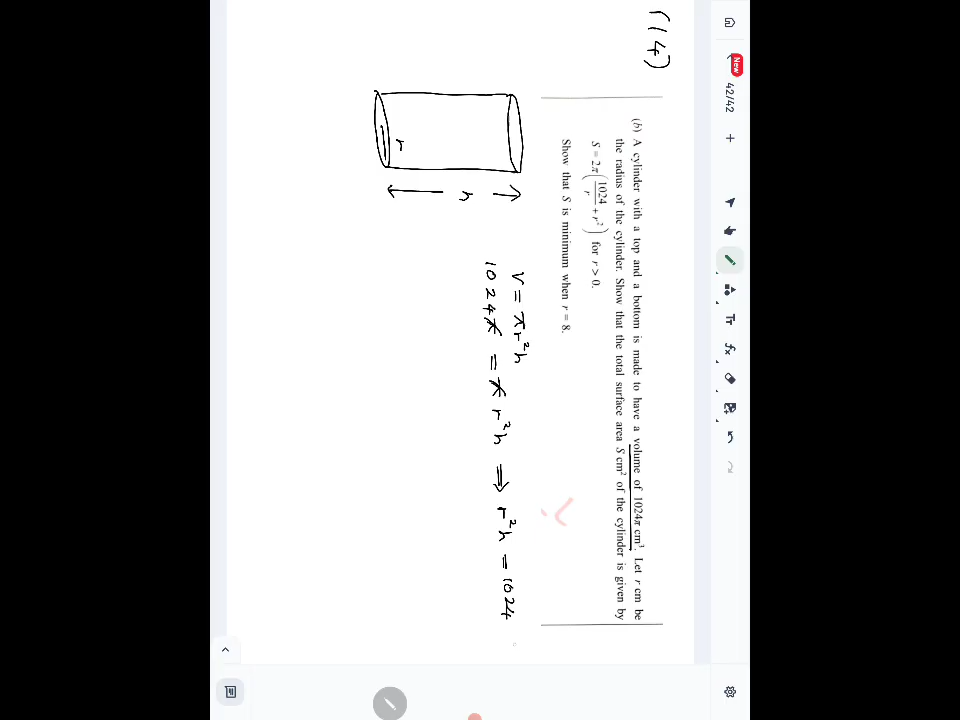 New
42/42
Tr
fx
(14)
(b) A cylinder with a top and a bottom is made to have a volume of 1024π cm³. Let r cm be
the radius of the cylinder. Show that the total surface area S cm² of the cylinder is given by
S = 2π(1024/r + r²) for r > 0.
Show that S is minimum when r = 8.
r
h
V = πr²h
1024π = πr²h ⇒ r²h = 1024